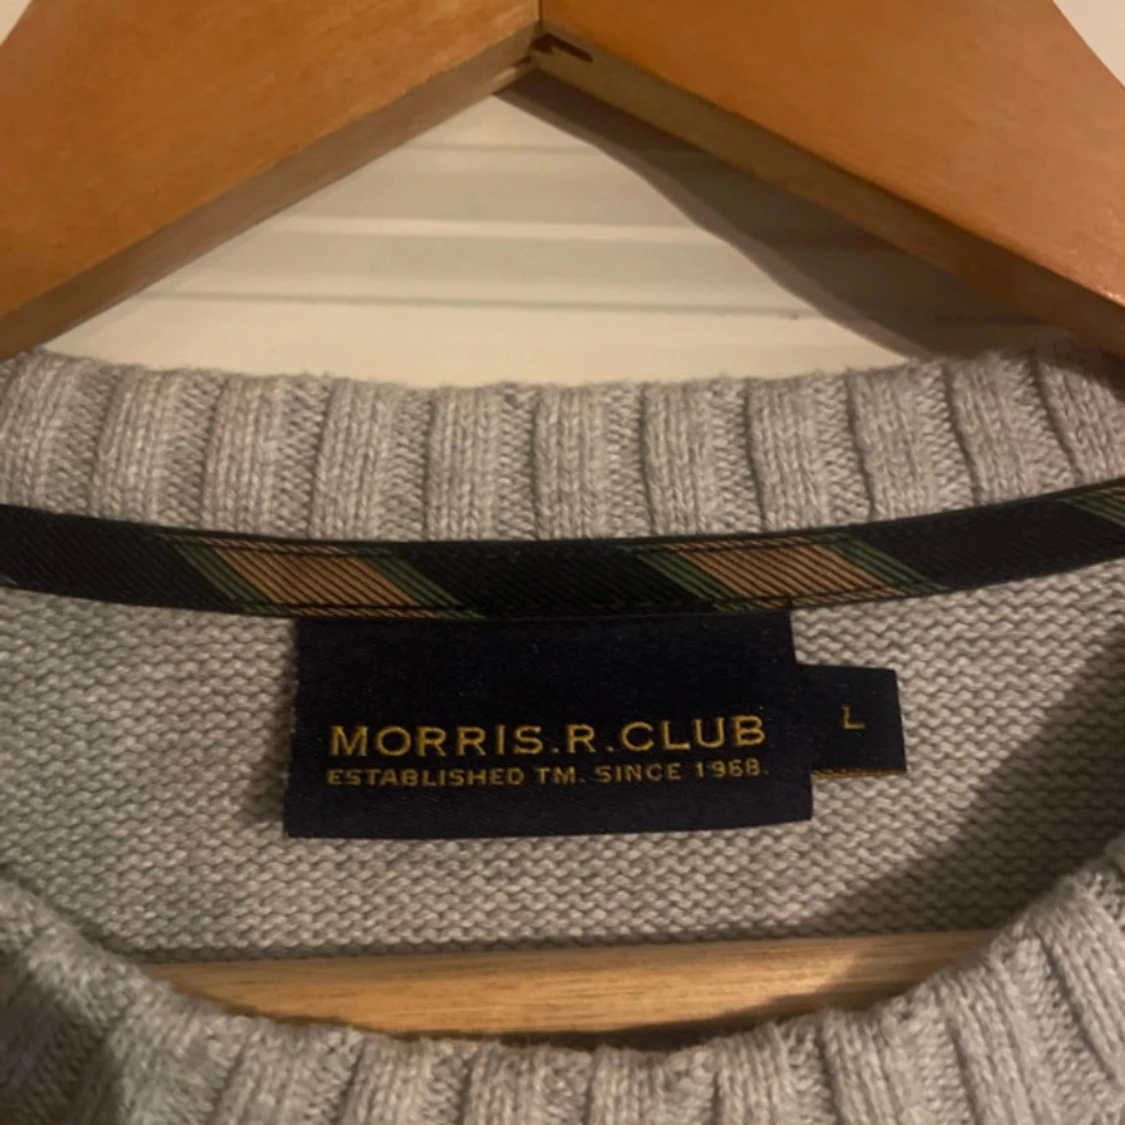 MORRIS.R.CLUB
ESTABLISHED TM. SINCE 1968.
L